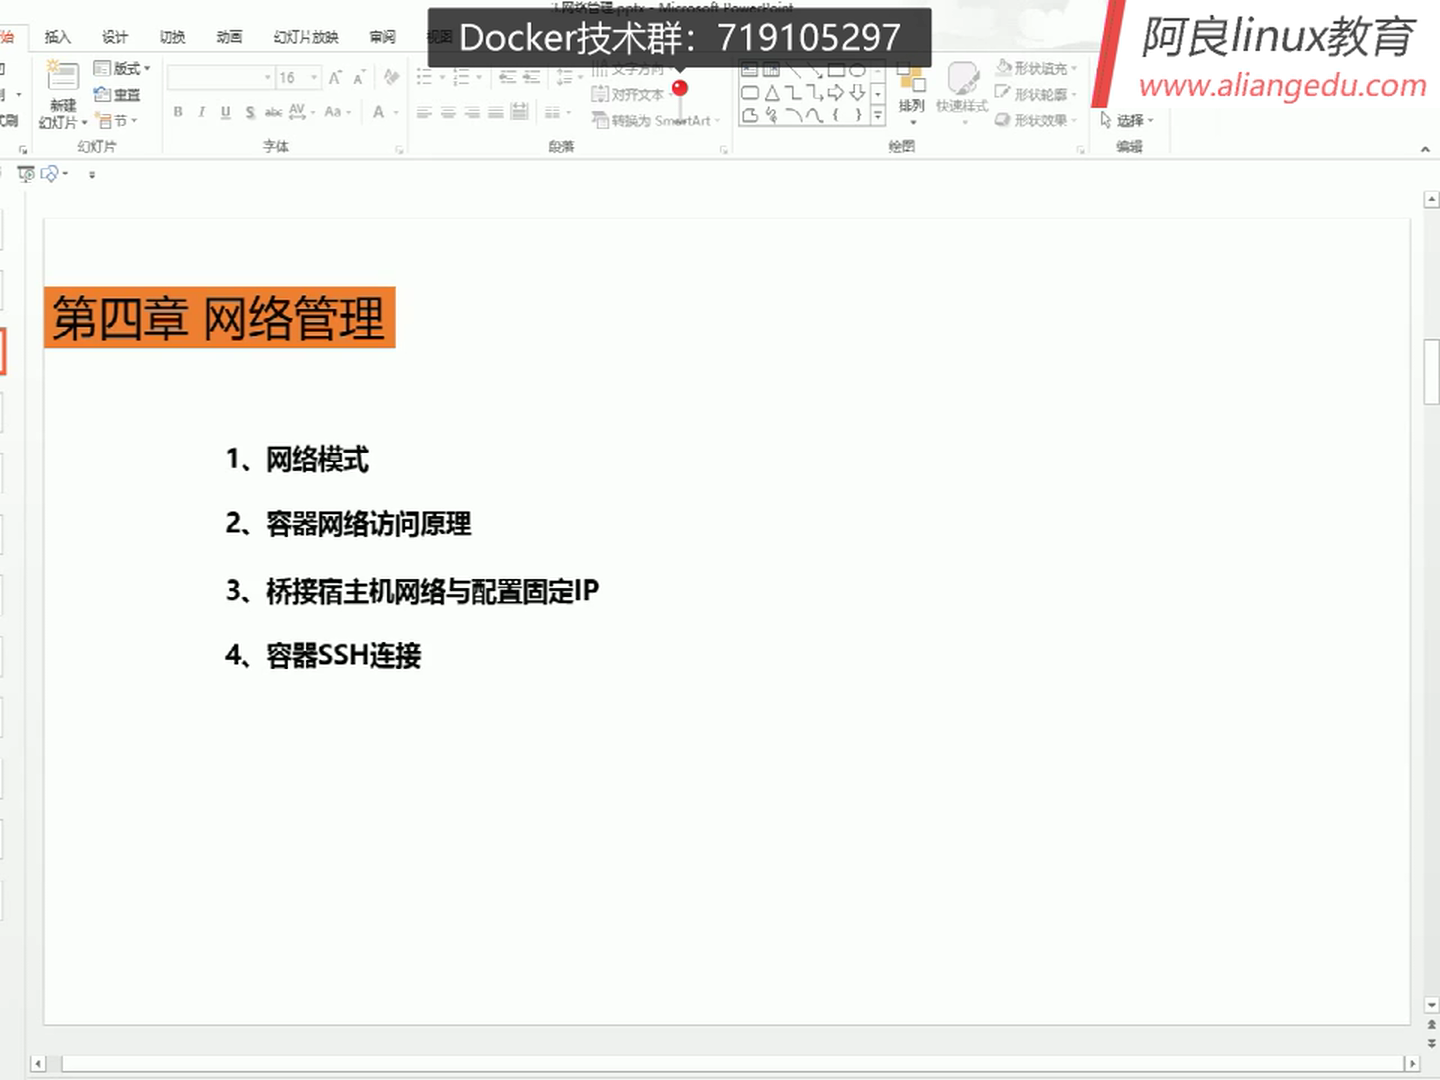 网络管理.pptx - Microsoft PowerPoint
Docker技术群：719105297
阿良linux教育
www.aliangedu.com
插入 设计 切换 动画 幻灯片放映 审阅 视图
版式
重置
节
新建
幻灯片
幻灯片
16
B I U S abc AV Aa A
字体
文字方向
对齐文本
转换为 SmartArt
段落
排列
快速样式
形状填充
形状轮廓
形状效果
绘图
选择
编辑
第四章 网络管理
1、网络模式
2、容器网络访问原理
3、桥接宿主机网络与配置固定IP
4、容器SSH连接